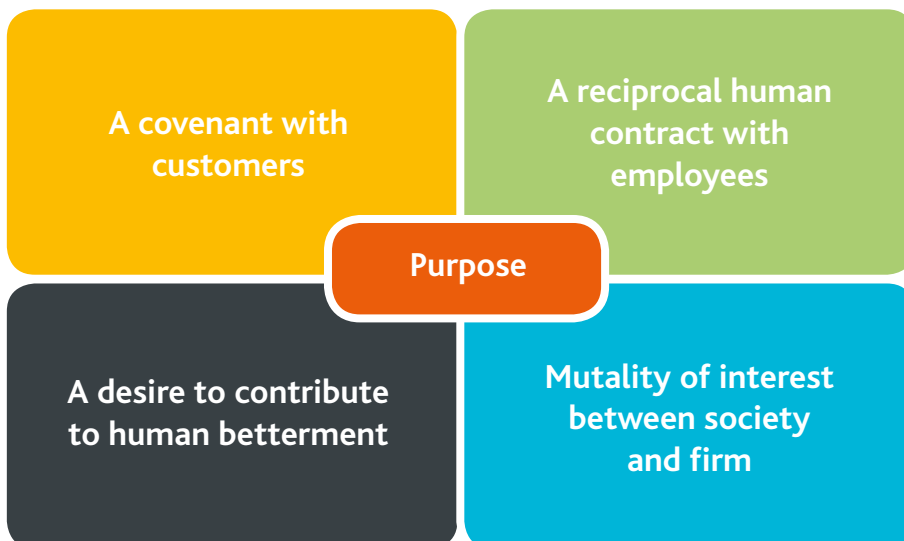 A covenant with
customers
A reciprocal human
contract with
employees
Purpose
A desire to contribute
to human betterment
Mutality of interest
between society
and firm